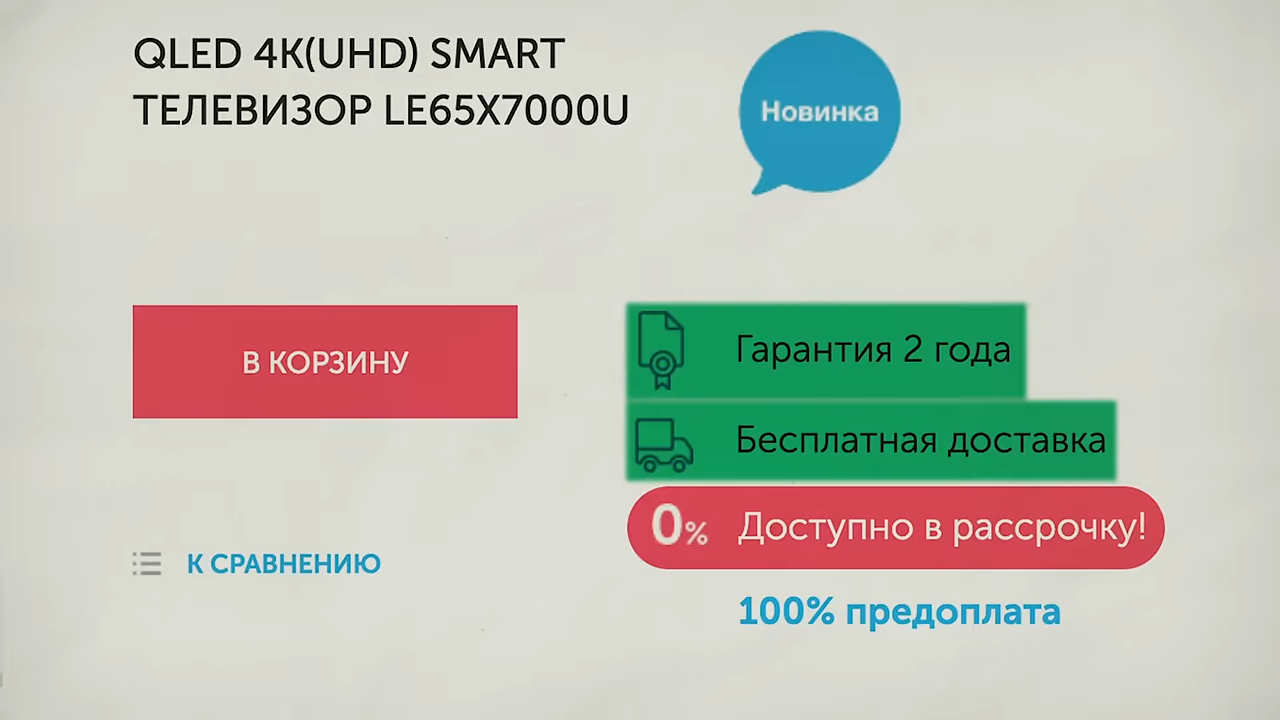 QLED 4K(UHD) SMART
ТЕЛЕВИЗОР LE65X7000U
Новинка
В КОРЗИНУ
Гарантия 2 года
Бесплатная доставка
0% Доступно в рассрочку!
К СРАВНЕНИЮ
100% предоплата